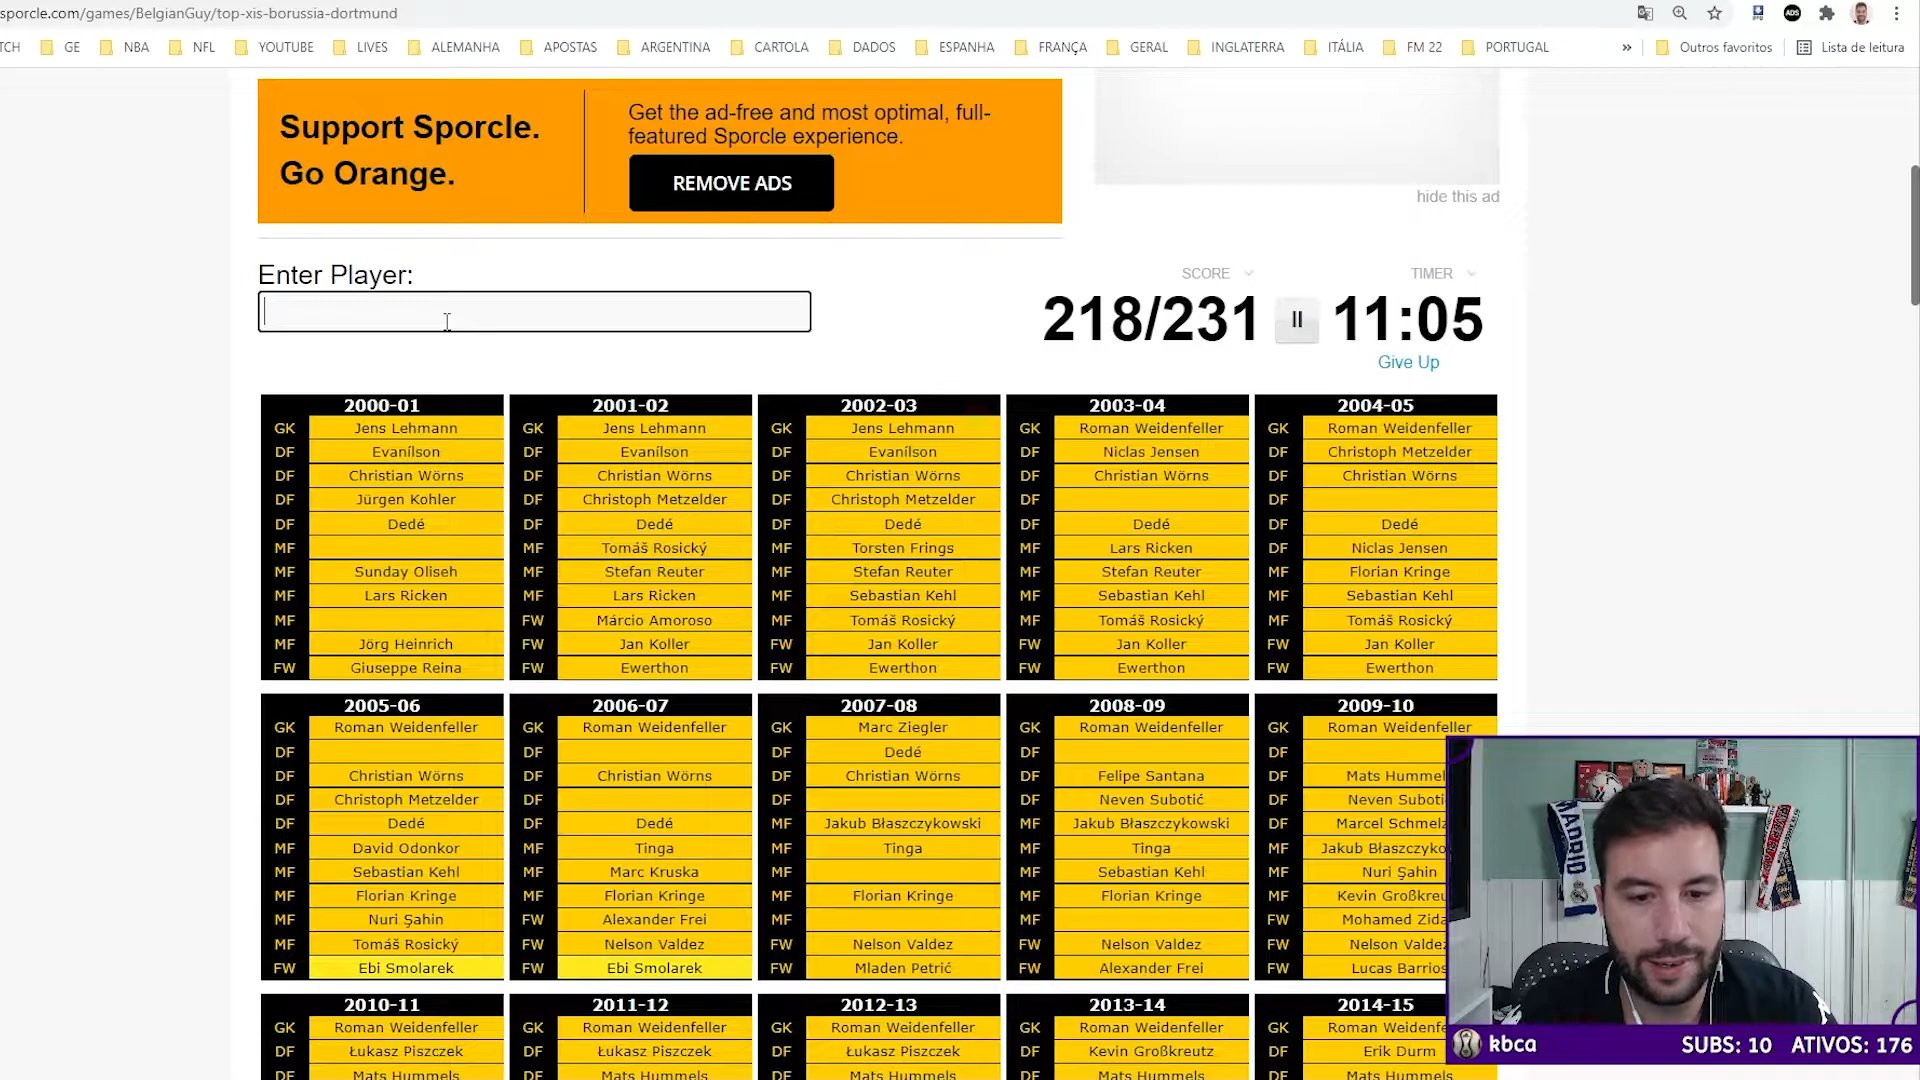 sporcle.com/games/BelgianGuy/top-xis-borussia-dortmund
TCH GE NBA NFL YOUTUBE LIVES ALEMANHA APOSTAS ARGENTINA CARTOLA DADOS ESPANHA FRANÇA GERAL INGLATERRA ITÁLIA FM 22 PORTUGAL » Outros favoritos Lista de leitura
Support Sporcle.
Go Orange.
Get the ad-free and most optimal, full-
featured Sporcle experience.
REMOVE ADS
hide this ad
Enter Player:
SCORE TIMER
218/231 11:05
Give Up
2000-01 2001-02 2002-03 2003-04 2004-05
GK Jens Lehmann GK Jens Lehmann GK Jens Lehmann GK Roman Weidenfeller GK Roman Weidenfeller
DF Evanílson DF Evanílson DF Evanílson DF Niclas Jensen DF Christoph Metzelder
DF Christian Wörns DF Christian Wörns DF Christian Wörns DF Christian Wörns DF Christian Wörns
DF Jürgen Kohler DF Christoph Metzelder DF Christoph Metzelder DF DF
DF Dedé DF Dedé DF Dedé DF Dedé DF Dedé
MF MF Tomáš Rosický MF Torsten Frings MF Lars Ricken DF Niclas Jensen
MF Sunday Oliseh MF Stefan Reuter MF Stefan Reuter MF Stefan Reuter MF Florian Kringe
MF Lars Ricken MF Lars Ricken MF Sebastian Kehl MF Sebastian Kehl MF Sebastian Kehl
MF FW Márcio Amoroso MF Tomáš Rosický MF Tomáš Rosický MF Tomáš Rosický
MF Jörg Heinrich FW Jan Koller FW Jan Koller FW Jan Koller FW Jan Koller
FW Giuseppe Reina FW Ewerthon FW Ewerthon FW Ewerthon FW Ewerthon
2005-06 2006-07 2007-08 2008-09 2009-10
GK Roman Weidenfeller GK Roman Weidenfeller GK Marc Ziegler GK Roman Weidenfeller GK Roman Weidenfeller
DF DF DF Dedé DF DF
DF Christian Wörns DF Christian Wörns DF Christian Wörns DF Felipe Santana DF Mats Hummel
DF Christoph Metzelder DF DF DF Neven Subotić DF Neven Suboti
DF Dedé DF Dedé MF Jakub Błaszczykowski MF Jakub Błaszczykowski DF Marcel Schmelz
MF David Odonkor MF Tinga MF Tinga MF Tinga MF Jakub Błaszczyko
MF Sebastian Kehl MF Marc Kruska MF MF Sebastian Kehl MF Nuri Şahin
MF Florian Kringe MF Florian Kringe MF Florian Kringe MF Florian Kringe MF Kevin Großkreu
MF Nuri Şahin FW Alexander Frei MF MF FW Mohamed Zida
MF Tomáš Rosický FW Nelson Valdez FW Nelson Valdez FW Nelson Valdez FW Nelson Valdez
FW Ebi Smolarek FW Ebi Smolarek FW Mladen Petrić FW Alexander Frei FW Lucas Barrios
2010-11 2011-12 2012-13 2013-14 2014-15
GK Roman Weidenfeller GK Roman Weidenfeller GK Roman Weidenfeller GK Roman Weidenfeller GK Roman Weidenfe
DF Łukasz Piszczek DF Łukasz Piszczek DF Łukasz Piszczek DF Kevin Großkreutz DF Erik Durm
DF Mats Hummels DF Mats Hummels DF Mats Hummels DF Mats Hummels DF Mats Hummels
MADRID
kbca SUBS: 10 ATIVOS: 176